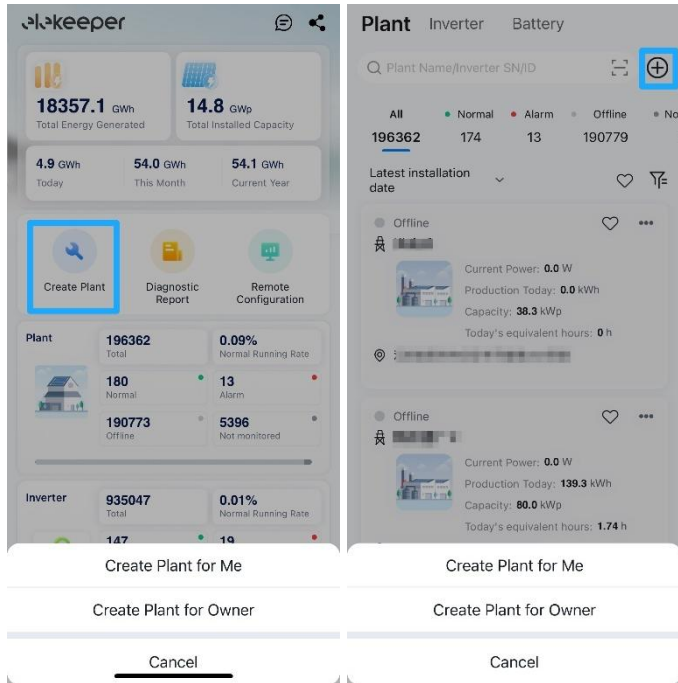 elekeeper
18357.1 GWh
Total Energy Generated
14.8 GWp
Total Installed Capacity
4.9 GWh
Today
54.0 GWh
This Month
54.1 GWh
Current Year
Create Plant
Diagnostic
Report
Remote
Configuration
Plant
196362
Total
0.09%
Normal Running Rate
180
Normal
13
Alarm
190773
Offline
5396
Not monitored
Inverter
935047
Total
0.01%
Normal Running Rate
147
19
Create Plant for Me
Create Plant for Owner
Cancel
Plant Inverter Battery
Plant Name/Inverter SN/ID
All Normal Alarm Offline No
196362 174 13 190779
Latest installation
date
Offline
Current Power: 0.0 W
Production Today: 0.0 kWh
Capacity: 38.3 kWp
Today's equivalent hours: 0 h
Offline
Current Power: 0.0 W
Production Today: 139.3 kWh
Capacity: 80.0 kWp
Today's equivalent hours: 1.74 h
Create Plant for Me
Create Plant for Owner
Cancel